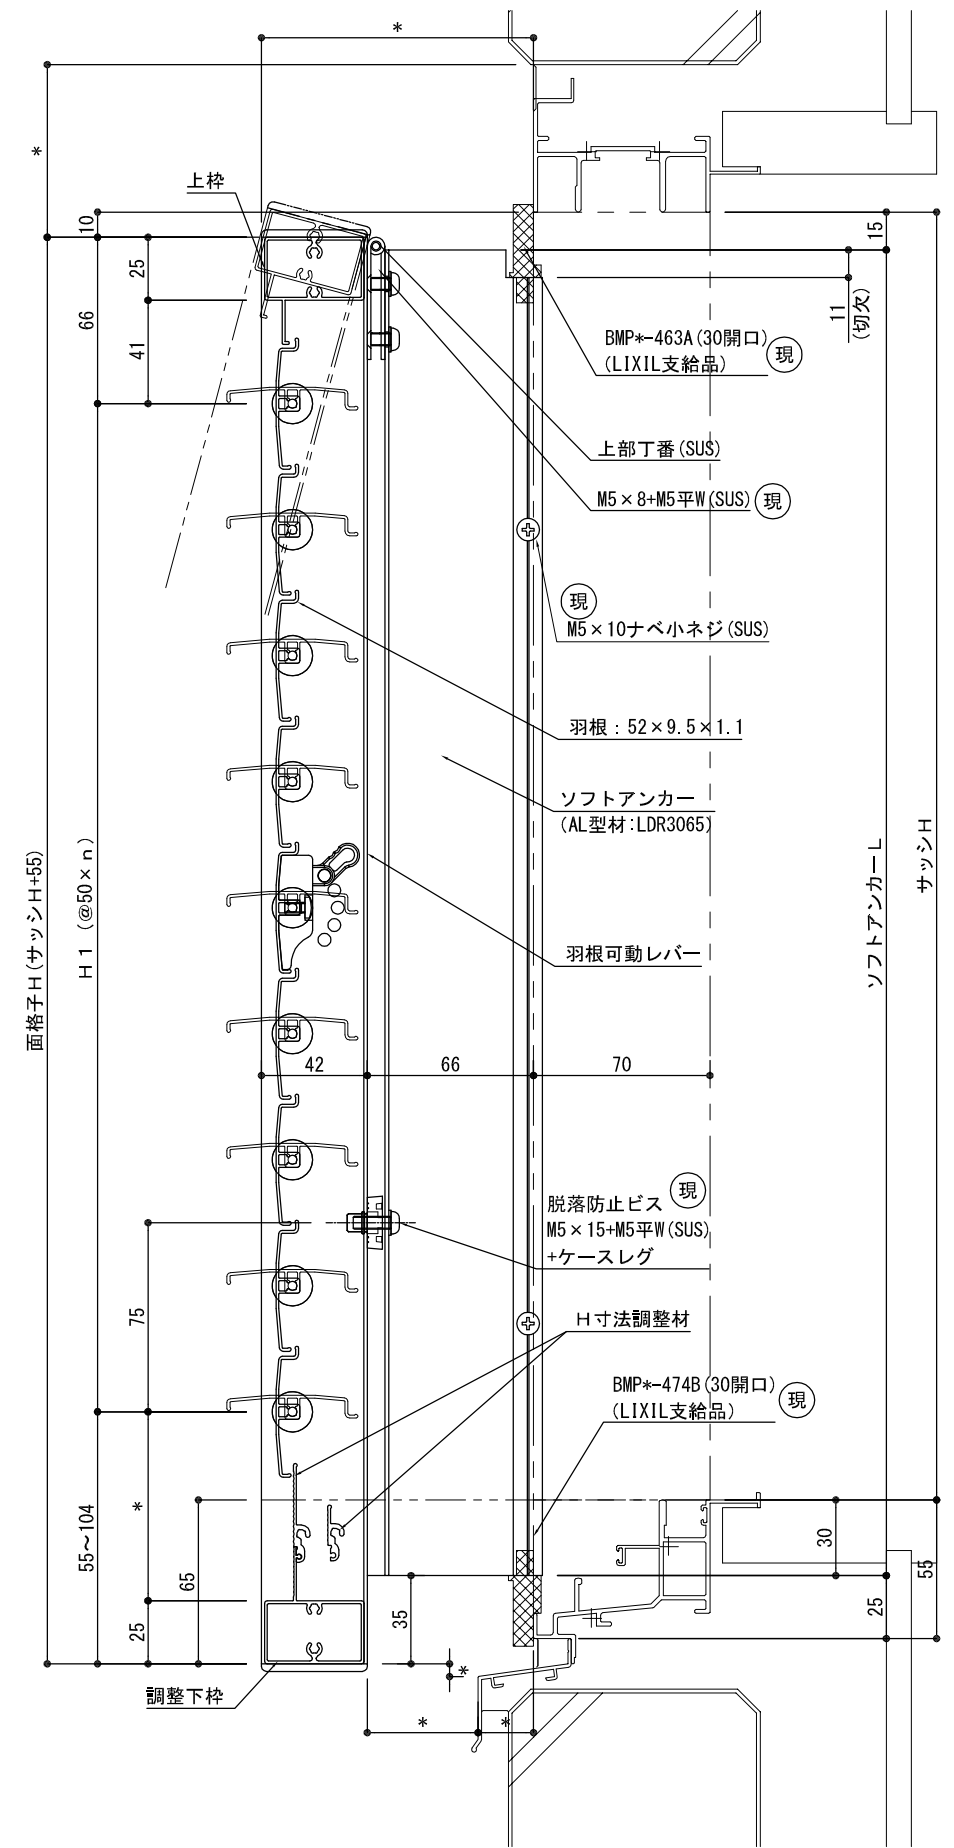 *
*
上枠
10
15
25
66
41
11
(切欠)
BMP*-463A(30開口)
(LIXIL支給品)
現
上部丁番(SUS)
M5×8+M5平W(SUS)
現
現
M5×10ナベ小ネジ(SUS)
羽根:52×9.5×1.1
ソフトアンカー
(AL型材:LDR3065)
面格子H(サッシH+55)
H1 (@50×n)
ソフトアンカーL
サッシH
羽根可動レバー
42
66
70
脱落防止ビス
現
M5×15+M5平W(SUS)
+ケースレグ
75
H寸法調整材
BMP*-474B(30開口)
(LIXIL支給品)
現
55~104
*
65
30
55
25
35
25
*
調整下枠
*
*